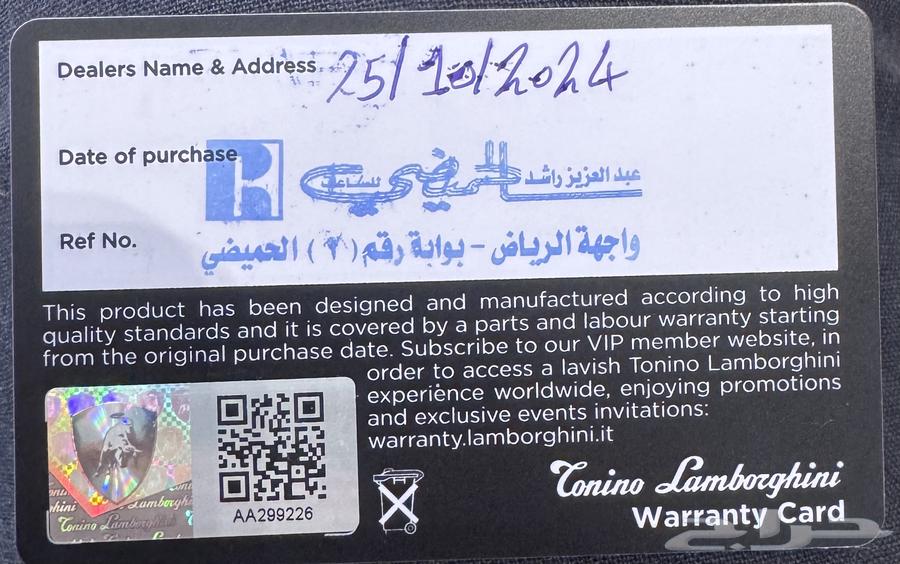 Dealers Name & Address 25/10/2024
Date of purchase
عبد العزيز راشد الحميضي للساعات
Ref No.
واجهة الرياض - بوابة رقم (٢) الحميضي
This product has been designed and manufactured according to high
quality standards and it is covered by a parts and labour warranty starting
from the original purchase date. Subscribe to our VIP member website, in
order to access a lavish Tonino Lamborghini
experience worldwide, enjoying promotions
and exclusive events invitations:
warranty.lamborghini.it
Tonino Lamborghini
AA299226
Tonino Lamborghini
Warranty Card
حراج